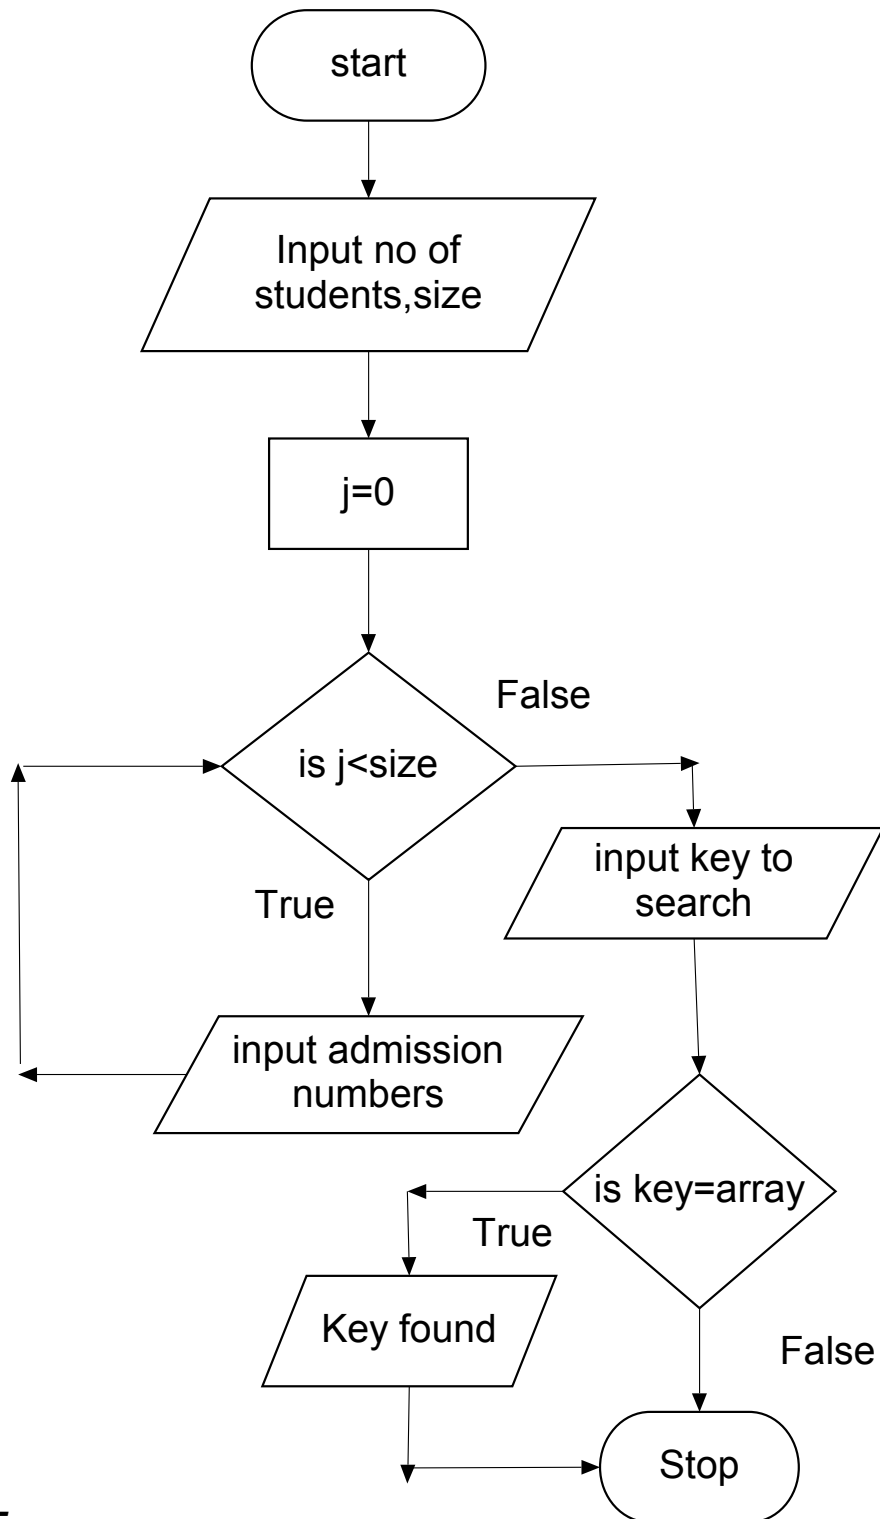 start
Input no of
students,size
j=0
False
is j<size
input key to
search
True
input admission
numbers
is key=array
True
Key found
False
Stop